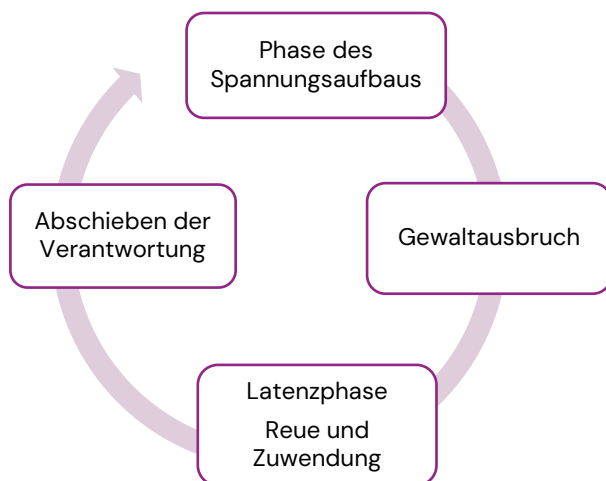 Phase des
Spannungsaufbaus
Gewaltausbruch
Latenzphase
Reue und
Zuwendung
Abschieben der
Verantwortung